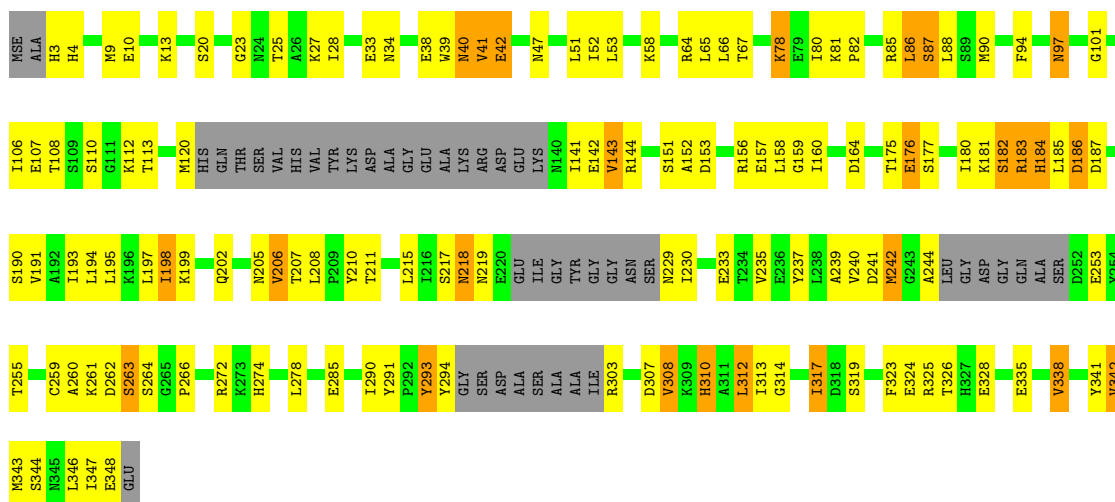 MSE ALA H3 H4 M9 E10 K13 S20 G23 N24 T25 A26 K27 I28 E33 N34 E38 W39 N40 V41 E42 N47 L51 I52 L53 K58 R64 L65 L66 T67 K78 E79 I80 K81 P82 R85 L86 S87 L88 S89 M90 F94 N97 G101
I106 E107 T108 S109 S110 G111 K112 T113 M120 HIS GLN THR SER VAL HIS VAL TYR LYS ASP ALA GLY GLU ALA LYS ARG ASP GLU LYS N140 I141 E142 V143 R144 S151 A152 D153 R156 E157 L158 G159 I160 D164 T175 E176 S177 I180 K181 S182 R183 H184 L185 D186 D187
S190 V191 A192 I193 L194 L195 K196 L197 I198 K199 Q202 N205 V206 T207 L208 P209 Y210 T211 L215 I216 S217 N218 N219 E220 GLU ILE GLY TYR GLY GLY ASN SER N229 I230 E233 T234 V235 E236 Y237 L238 A239 V240 D241 M242 G243 A244 LEU GLY ASP GLY GLN ALA SER D252 E253 Y254
T255 C259 A260 K261 D262 S263 S264 G265 P266 R272 K273 H274 L278 E285 I290 Y291 P292 Y293 Y294 GLY SER ASP ALA SER ALA ALA ILE R303 D307 V308 K309 H310 A311 L312 I313 G314 I317 D318 S319 F323 E324 R325 T326 H327 E328 E335 V338 Y341 V342
M343 S344 N345 L346 I347 E348 GLU